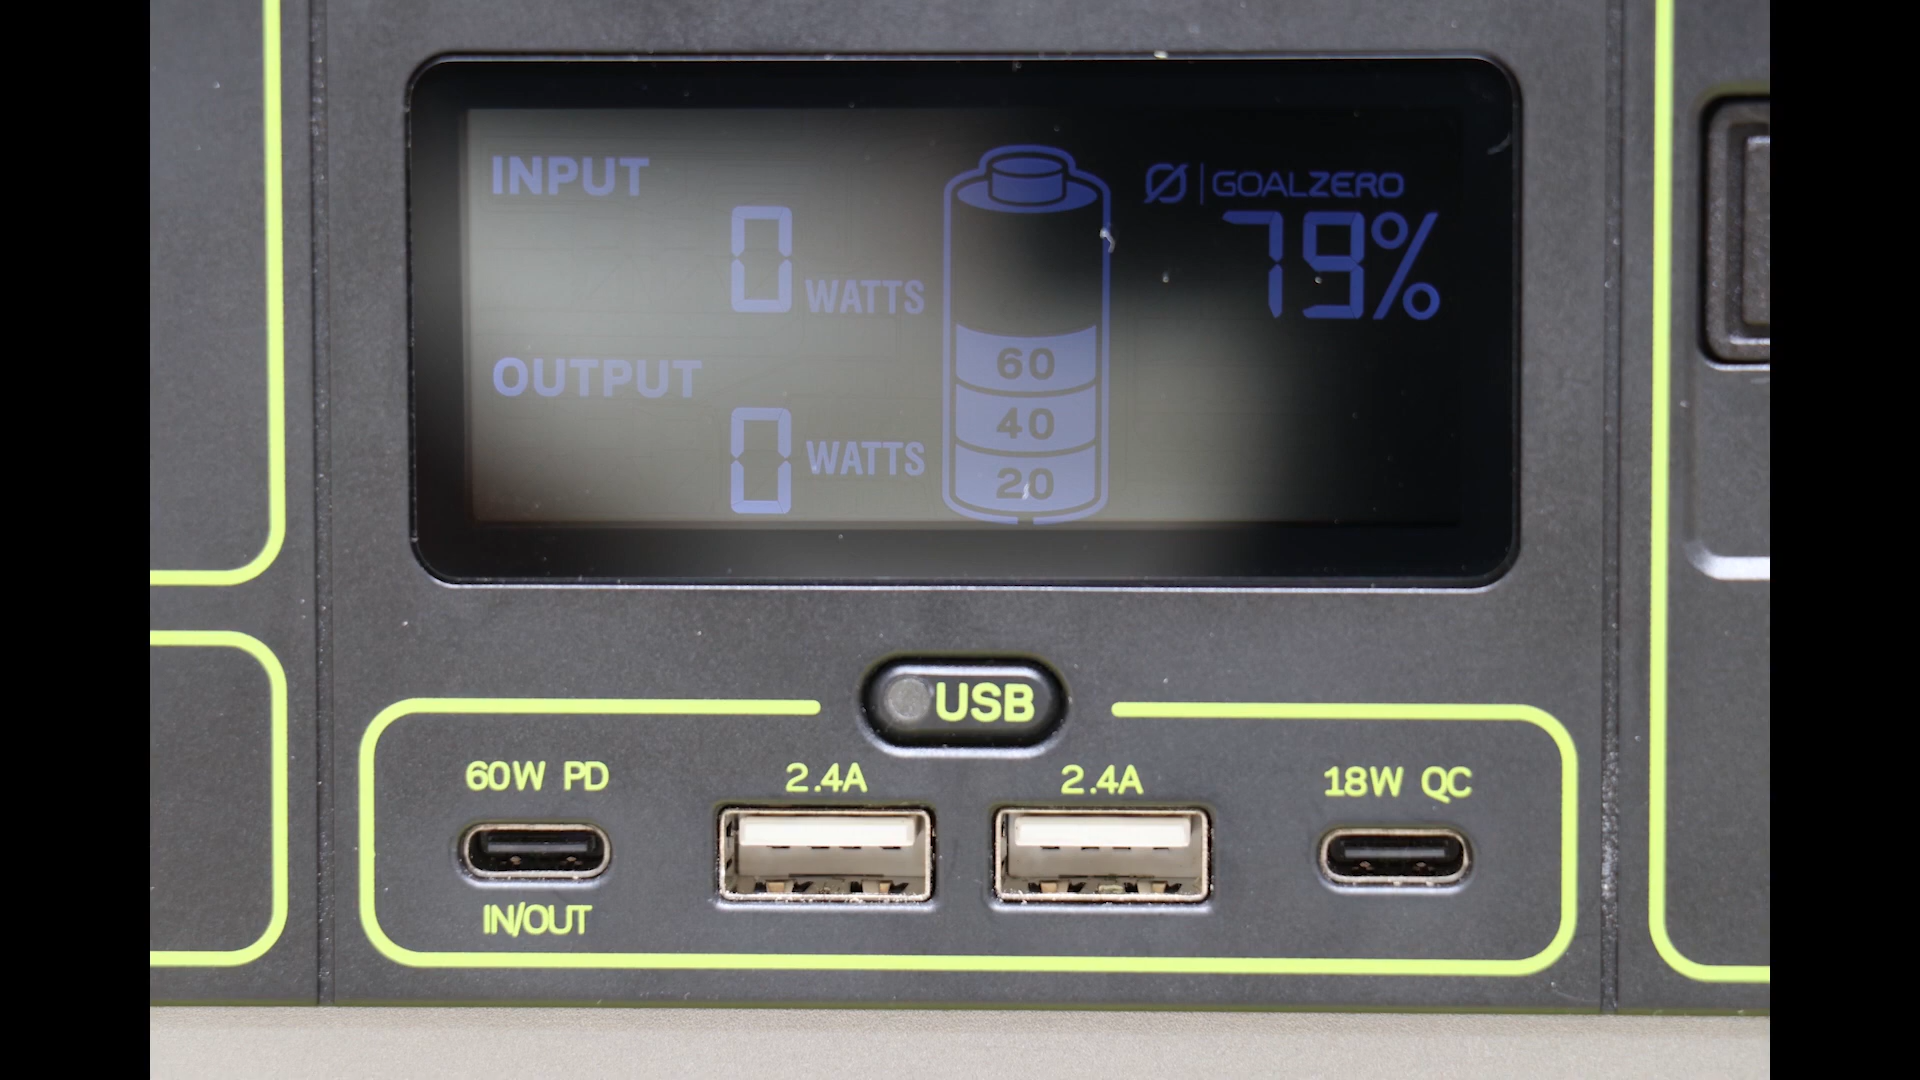 INPUT
0 WATTS
OUTPUT
0 WATTS
60
40
20
GOALZERO
79%
USB
60W PD
2.4A
2.4A
18W QC
IN/OUT